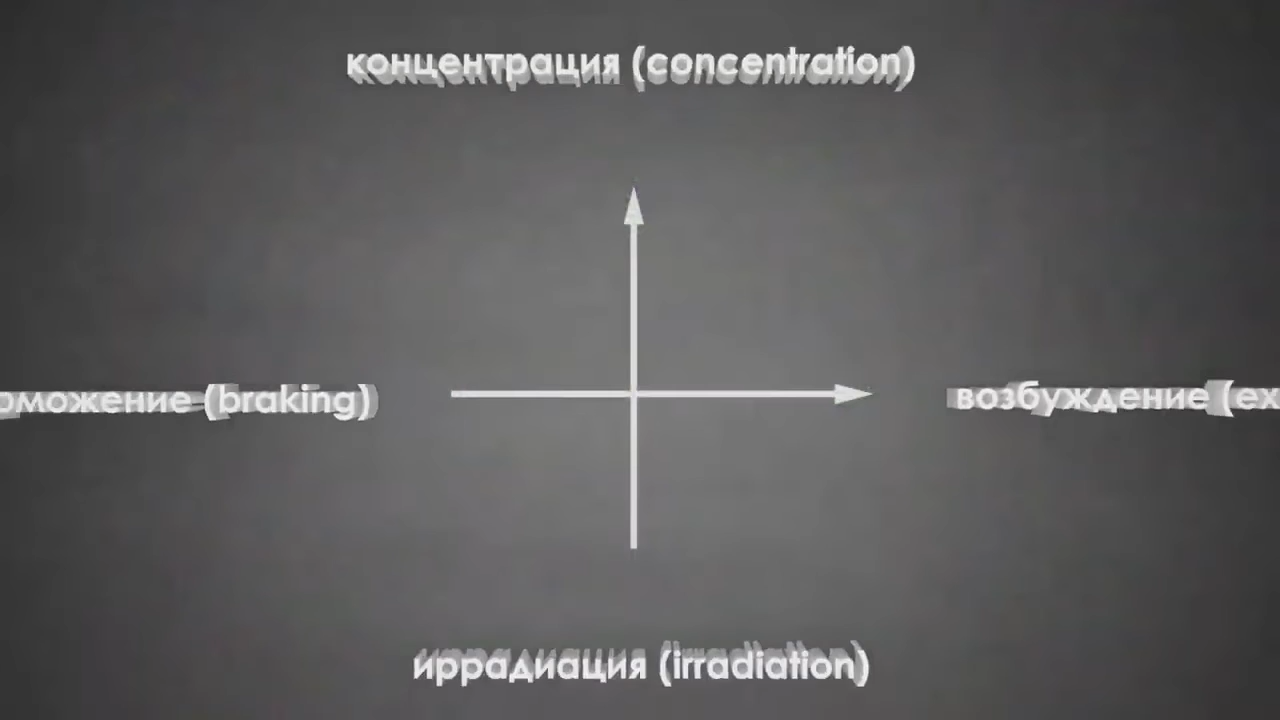 концентрация (concentration)
оможение (braking) возбуждение (ex
иррадиация (irradiation)